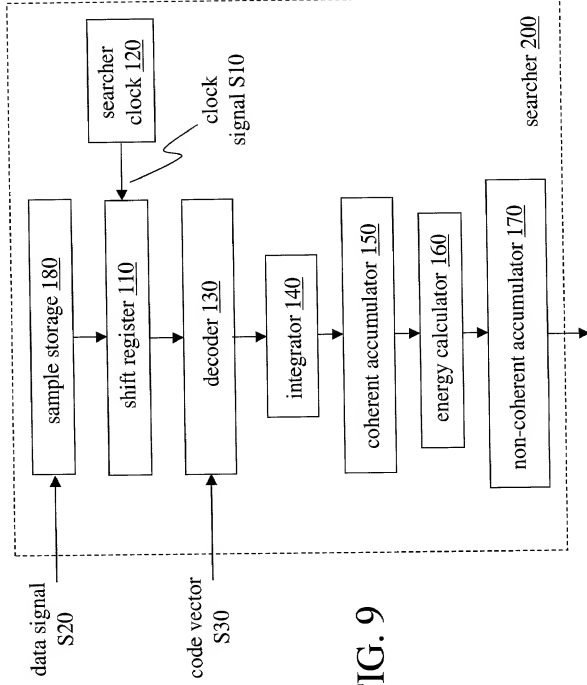 data signal
S20
code vector
S30
sample storage 180
shift register 110
searcher
clock 120
clock
signal S10
decoder 130
integrator 140
coherent accumulator 150
energy calculator 160
non-coherent accumulator 170
searcher 200
IG. 9